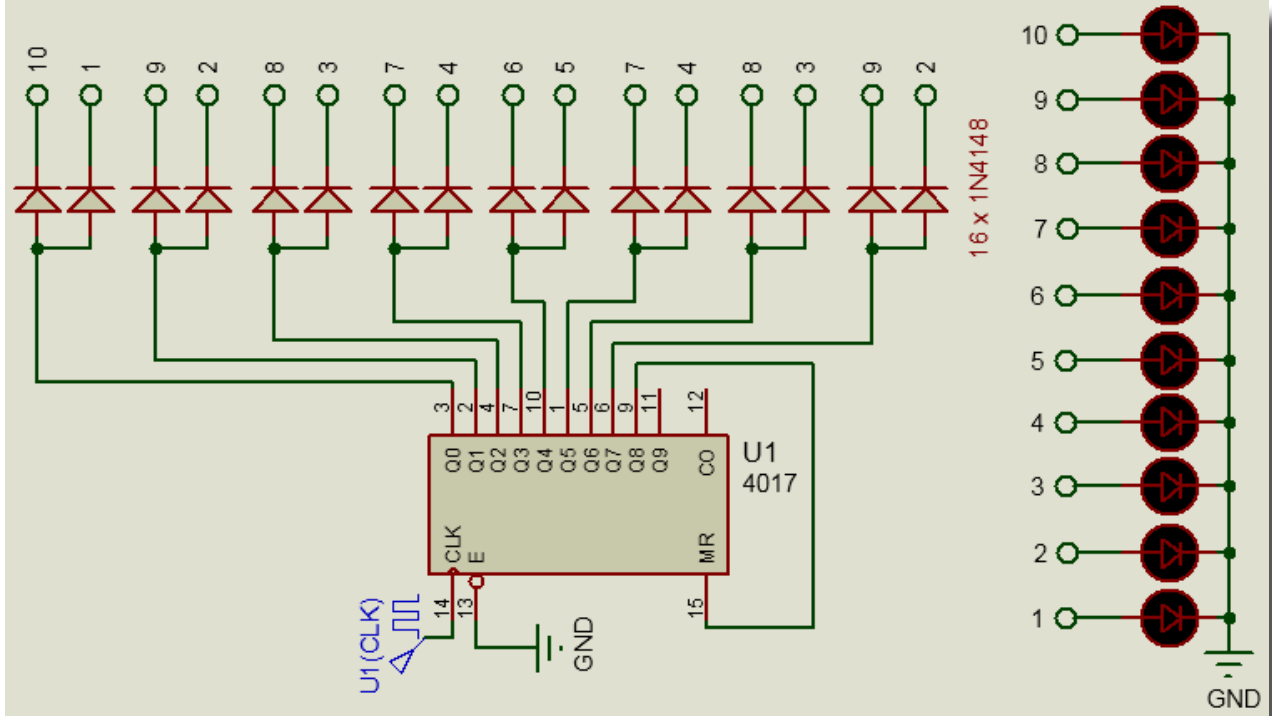 10 1 9 2 8 3 7 4 6 5 7 4 8 3 9 2
16 x 1N4148
3 2 4 7 10 1 5 6 9 11 12
Q0 Q1 Q2 Q3 Q4 Q5 Q6 Q7 Q8 Q9 CO
U1
4017
CLK E MR
14 13 15
U1(CLK)
GND
10
9
8
7
6
5
4
3
2
1
GND